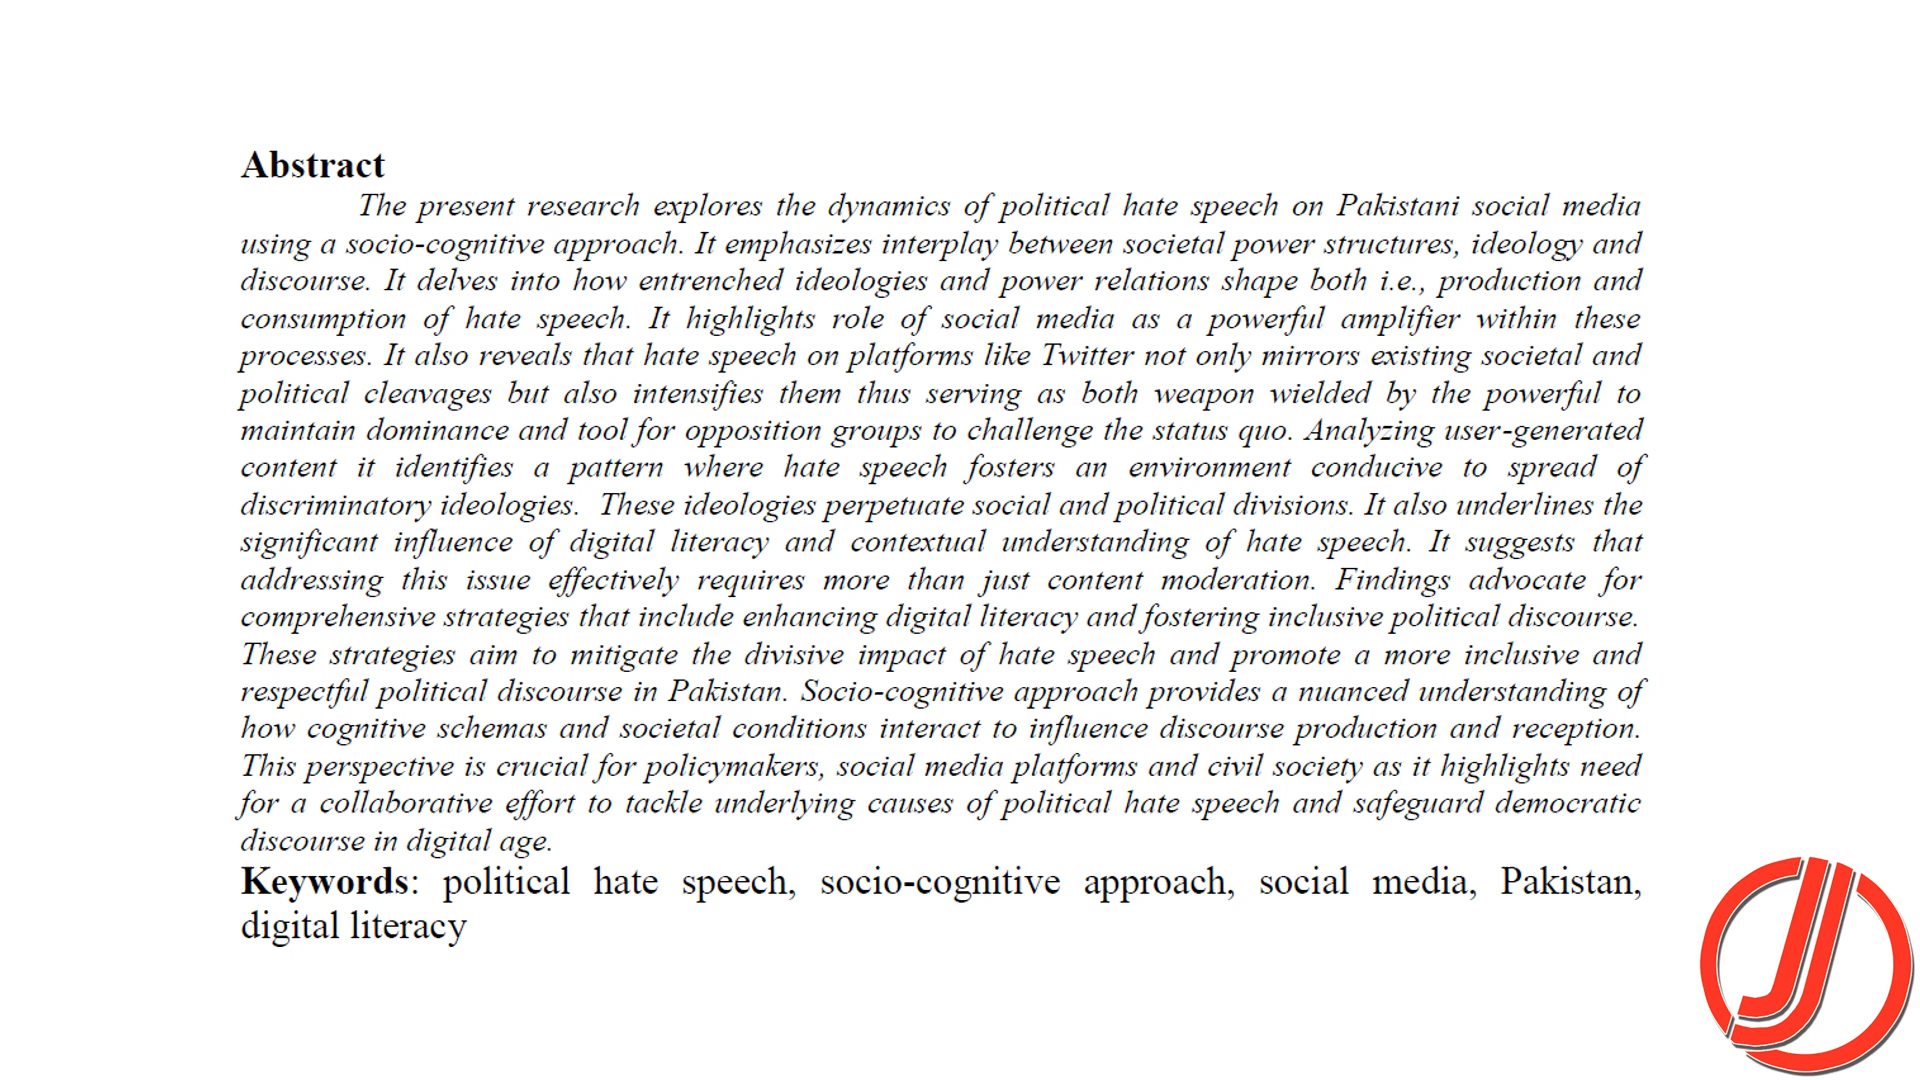 Abstract
The present research explores the dynamics of political hate speech on Pakistani social media
using a socio-cognitive approach. It emphasizes interplay between societal power structures, ideology and
discourse. It delves into how entrenched ideologies and power relations shape both i.e., production and
consumption of hate speech. It highlights role of social media as a powerful amplifier within these
processes. It also reveals that hate speech on platforms like Twitter not only mirrors existing societal and
political cleavages but also intensifies them thus serving as both weapon wielded by the powerful to
maintain dominance and tool for opposition groups to challenge the status quo. Analyzing user-generated
content it identifies a pattern where hate speech fosters an environment conducive to spread of
discriminatory ideologies. These ideologies perpetuate social and political divisions. It also underlines the
significant influence of digital literacy and contextual understanding of hate speech. It suggests that
addressing this issue effectively requires more than just content moderation. Findings advocate for
comprehensive strategies that include enhancing digital literacy and fostering inclusive political discourse.
These strategies aim to mitigate the divisive impact of hate speech and promote a more inclusive and
respectful political discourse in Pakistan. Socio-cognitive approach provides a nuanced understanding of
how cognitive schemas and societal conditions interact to influence discourse production and reception.
This perspective is crucial for policymakers, social media platforms and civil society as it highlights need
for a collaborative effort to tackle underlying causes of political hate speech and safeguard democratic
discourse in digital age.
Keywords: political hate speech, socio-cognitive approach, social media, Pakistan,
digital literacy